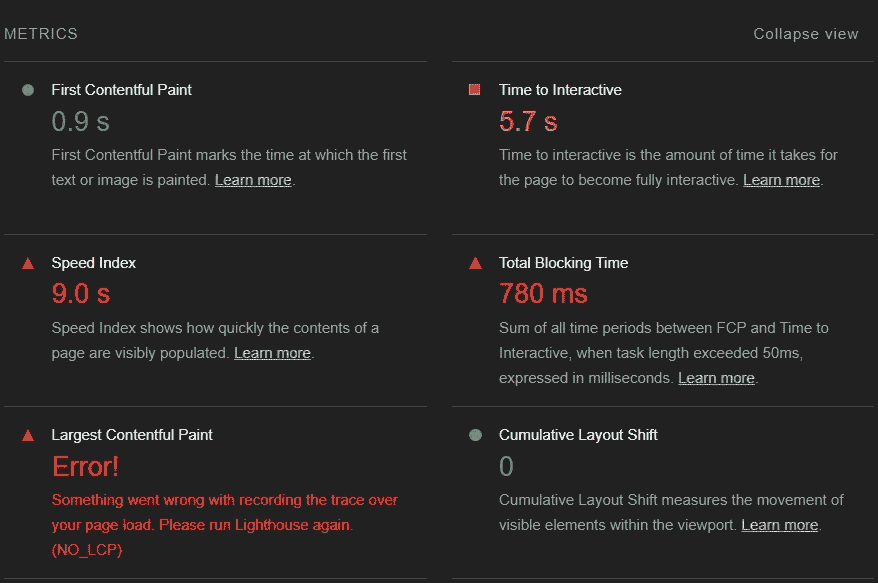 METRICS
Collapse view
First Contentful Paint
0.9 s
First Contentful Paint marks the time at which the first
text or image is painted. Learn more.
Time to Interactive
5.7 s
Time to interactive is the amount of time it takes for
the page to become fully interactive. Learn more.
Speed Index
9.0 s
Speed Index shows how quickly the contents of a
page are visibly populated. Learn more.
Total Blocking Time
780 ms
Sum of all time periods between FCP and Time to
Interactive, when task length exceeded 50ms,
expressed in milliseconds. Learn more.
Largest Contentful Paint
Error!
Something went wrong with recording the trace over
your page load. Please run Lighthouse again.
(NO_LCP)
Cumulative Layout Shift
0
Cumulative Layout Shift measures the movement of
visible elements within the viewport. Learn more.